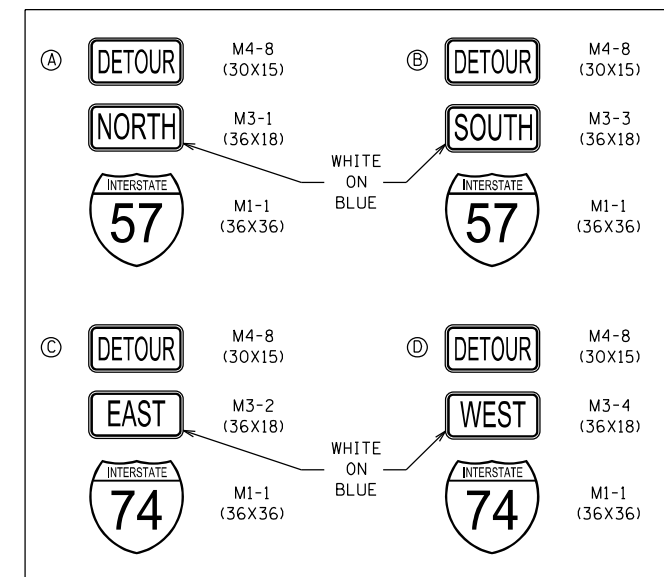 Ⓐ
DETOUR
M4-8
(30X15)
NORTH
M3-1
(36X18)
INTERSTATE
57
M1-1
(36X36)
WHITE
ON
BLUE
Ⓑ
DETOUR
M4-8
(30X15)
SOUTH
M3-3
(36X18)
INTERSTATE
57
M1-1
(36X36)
Ⓒ
DETOUR
M4-8
(30X15)
EAST
M3-2
(36X18)
INTERSTATE
74
M1-1
(36X36)
WHITE
ON
BLUE
Ⓓ
DETOUR
M4-8
(30X15)
WEST
M3-4
(36X18)
INTERSTATE
74
M1-1
(36X36)